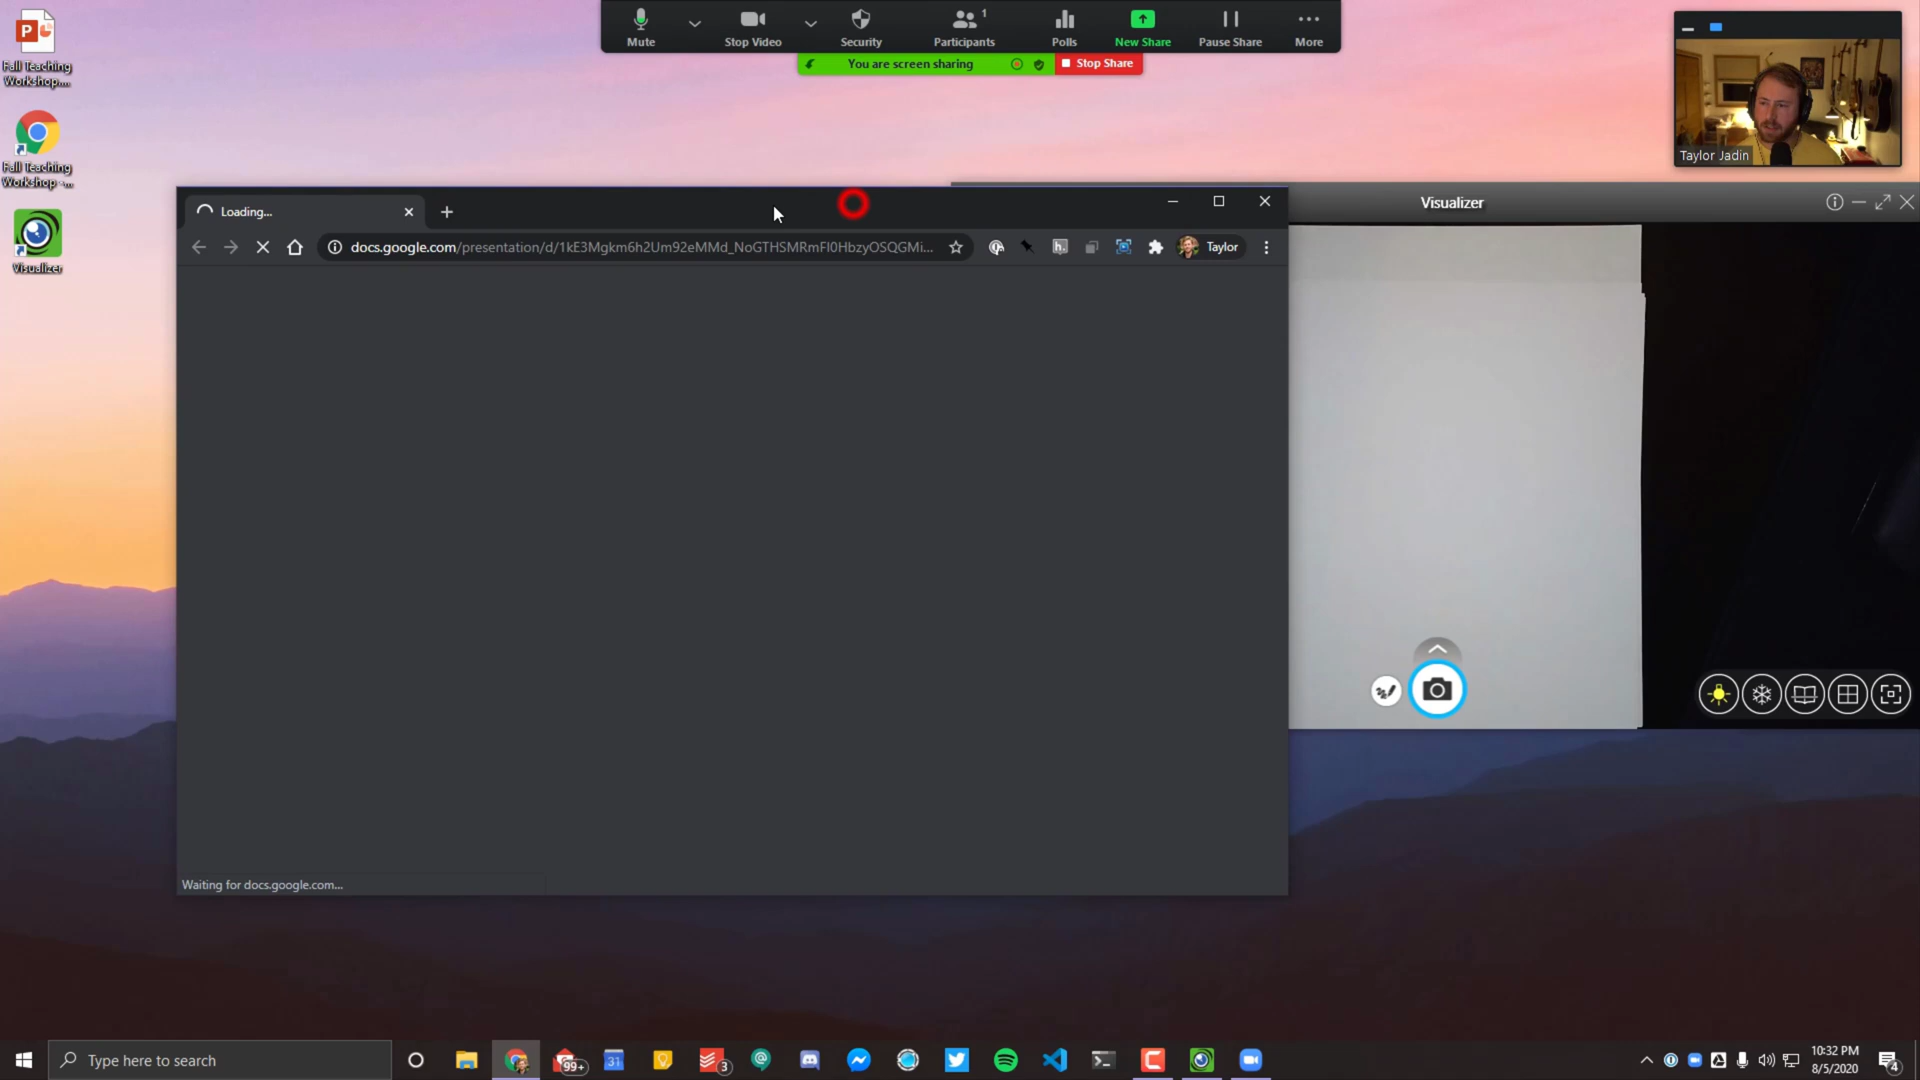 Mute
Stop Video
Security
Participants
1
Polls
New Share
Pause Share
More
You are screen sharing
Stop Share
Taylor Jadin
Fall Teaching
Workshop....
Fall Teaching
Workshop -...
Visualizer
Loading...
docs.google.com/presentation/d/1kE3Mgkm6h2Um92eMMd_NoGTHSMRmFI0HbzyOSQGMi...
h.
Taylor
Visualizer
Waiting for docs.google.com...
Type here to search
99+
31
3
10:32 PM
8/5/2020
4